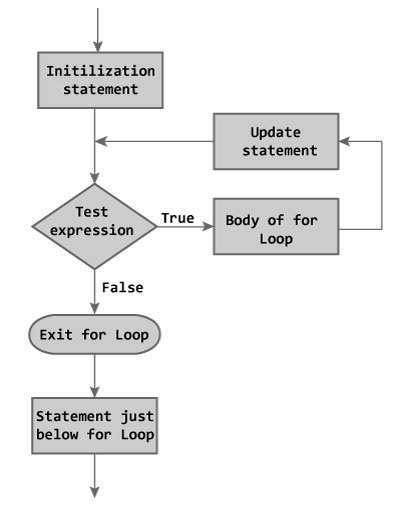 Initilization
statement
Update
statement
Test
expression
True
Body of for
Loop
False
Exit for Loop
Statement just
below for Loop